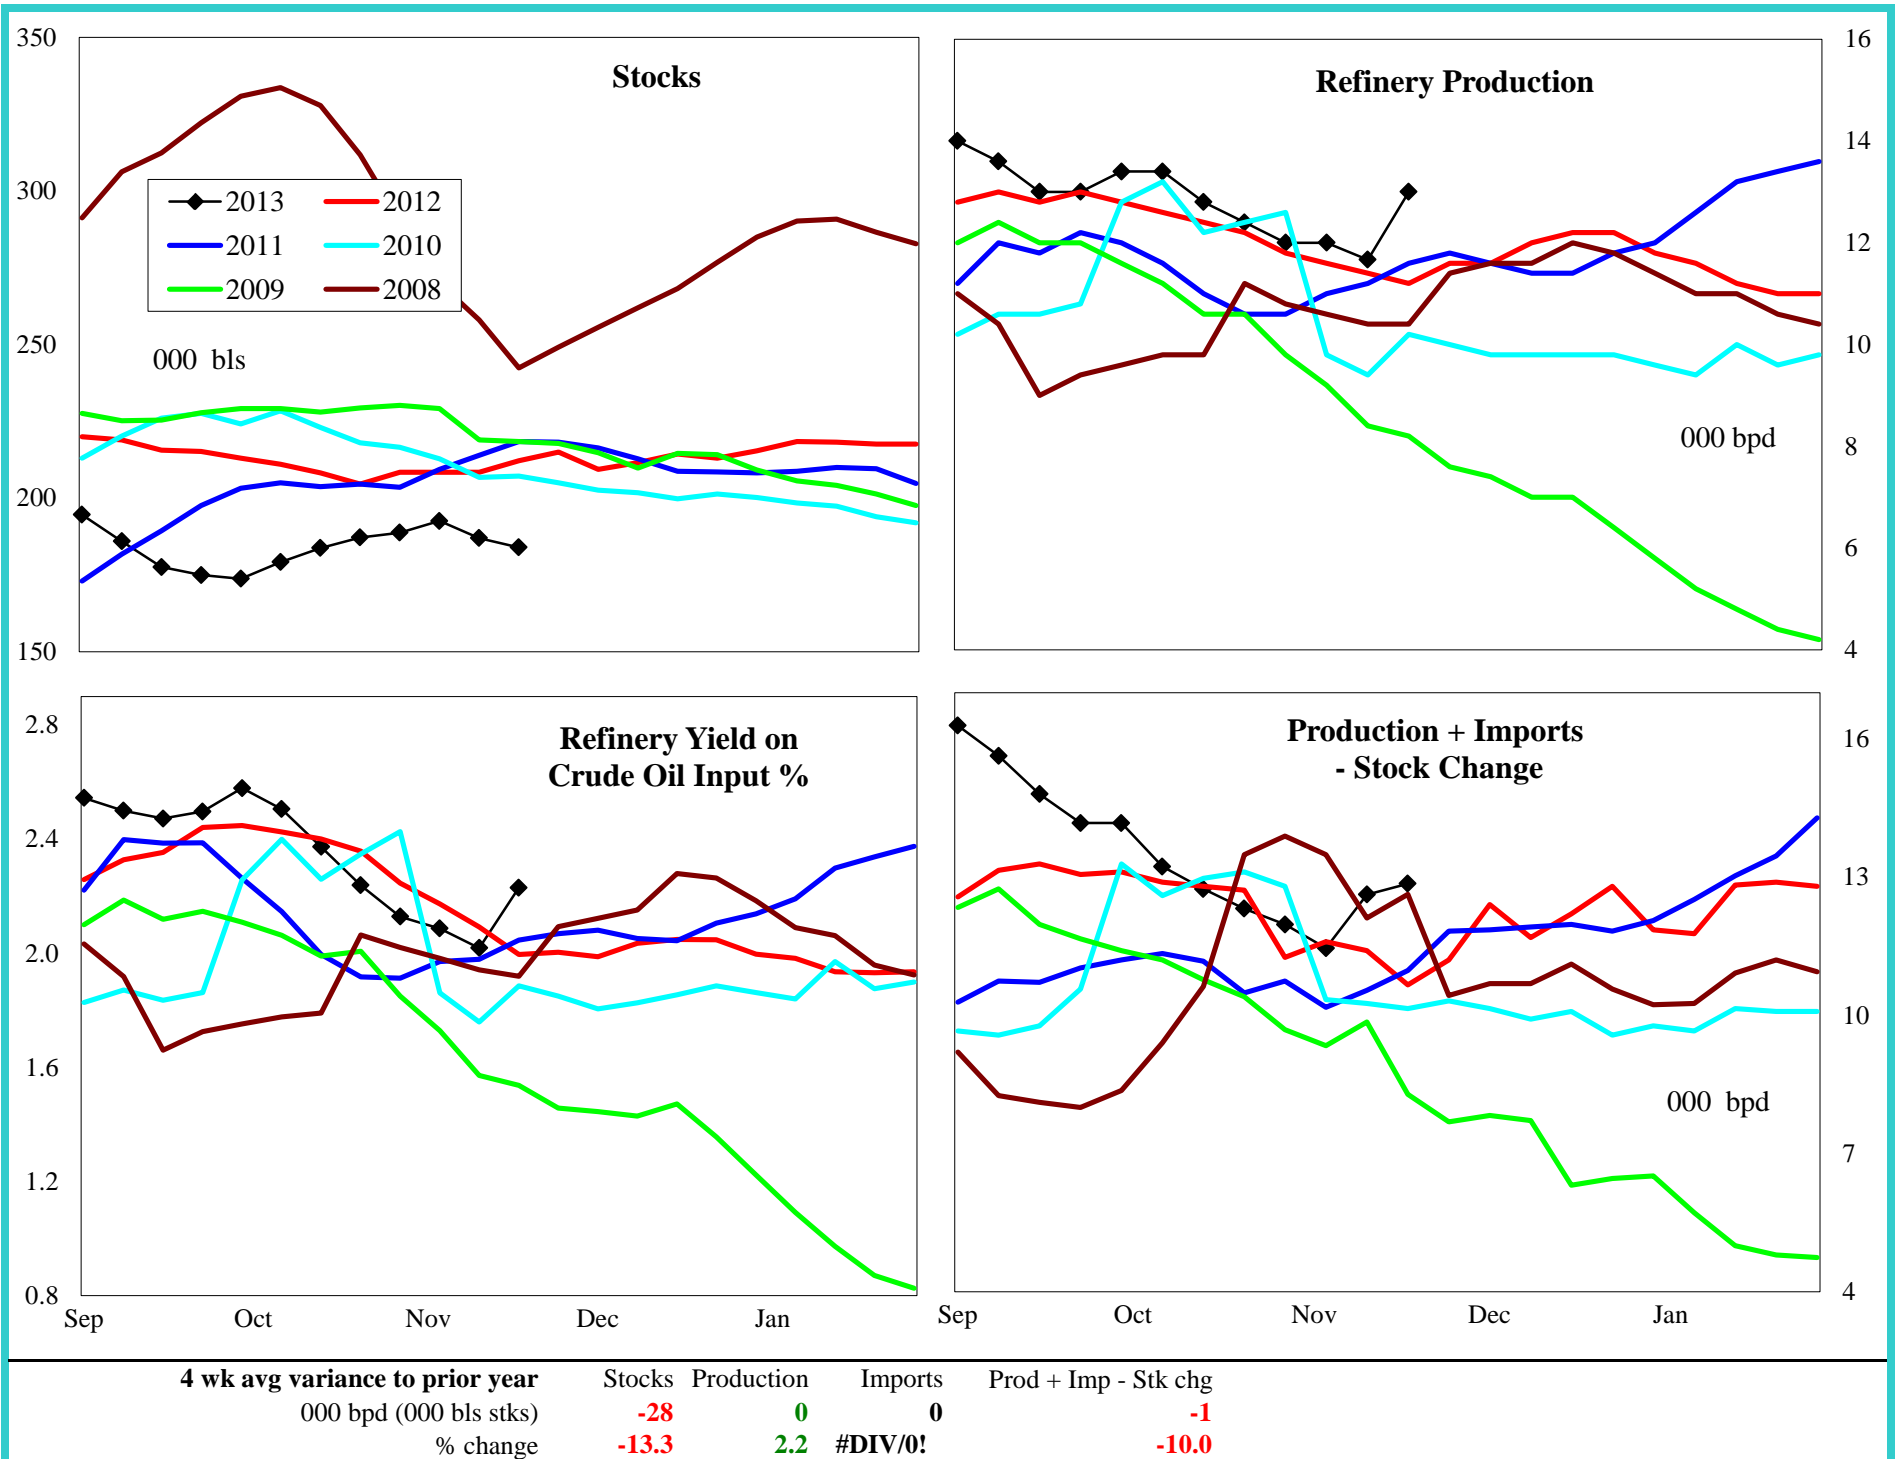 Stocks
350
300
250
200
150
2013 2012
2011 2010
2009 2008
000 bls
Refinery Production
16
14
12
10
8
6
4
000 bpd
Refinery Yield on
Crude Oil Input %
2.8
2.4
2.0
1.6
1.2
0.8
Sep Oct Nov Dec Jan
Production + Imports
- Stock Change
16
13
10
7
4
000 bpd
Sep Oct Nov Dec Jan
4 wk avg variance to prior year Stocks Production Imports Prod + Imp - Stk chg
000 bpd (000 bls stks) -28 0 0 -1
% change -13.3 2.2 #DIV/0! -10.0